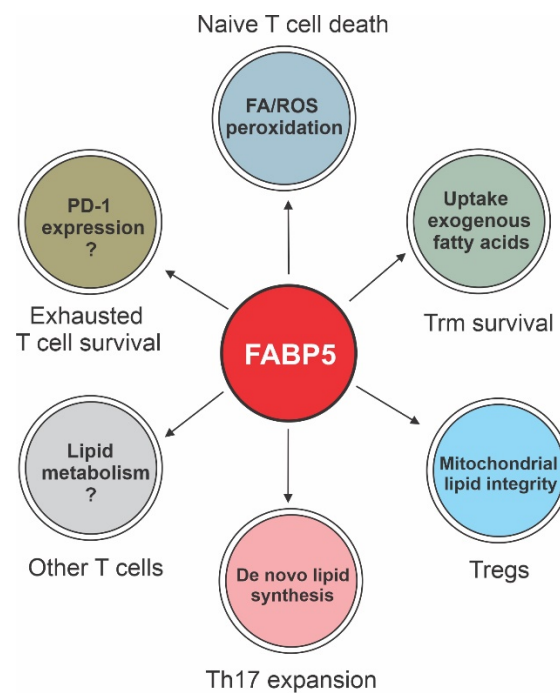 Naive T cell death
FA/ROS
peroxidation
PD-1
expression
?
Exhausted
T cell survival
Uptake
exogenous
fatty acids
Trm survival
FABP5
Lipid
metabolism
?
Other T cells
Mitochondrial
lipid integrity
Tregs
De novo lipid
synthesis
Th17 expansion